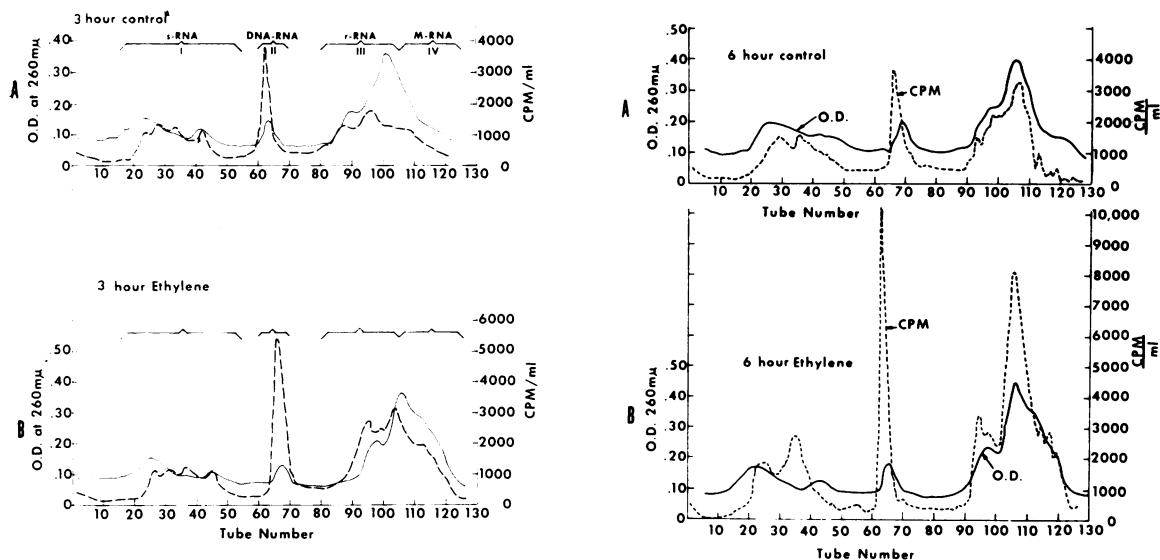 3 hour control
s-RNA DNA-RNA r-RNA M-RNA
I II III IV
A
O.D. at 260mμ
.40
.30
.20
.10
0
4000
3000
2000
1000
0
CPM/ml
10 20 30 40 50 60 70 80 90 100 110 120 130
Tube Number
3 hour Ethylene
B
O.D. at 260mμ
.50
.40
.30
.20
.10
0
6000
5000
4000
3000
2000
1000
0
CPM/ml
10 20 30 40 50 60 70 80 90 100 110 120 130
Tube Number
6 hour control
A
O.D. 260mμ
.50
.40
.30
.20
.10
0
CPM
O.D.
4000
3000
2000
1000
0
CPM
ml
10 20 30 40 50 60 70 80 90 100 110 120 130
Tube Number
6 hour Ethylene
B
O.D. 260mμ
.50
.40
.30
.20
.10
0
CPM
O.D.
10,000
9000
8000
7000
6000
5000
4000
3000
2000
1000
0
CPM
ml
10 20 30 40 50 60 70 80 90 100 110 120 130
Tube Number